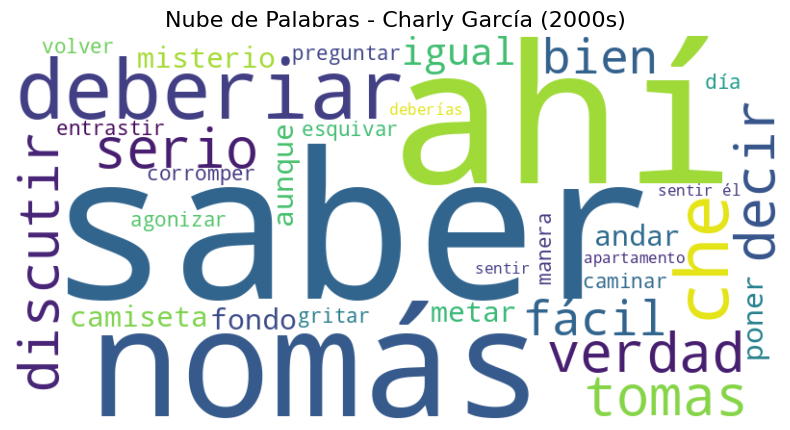 Nube de Palabras - Charly García (2000s)
volver
misterio
preguntar
igual
bien
deberiar
ahí
día
deberías
entrastir
serio
esquivar
aunque
discutir
corromper
decir
saber
sentir él
agonizar
che
andar
manera
apartamento
sentir
caminar
camiseta
fondo
gritar
metar
fácil
poner
nomás
verdad
tomas